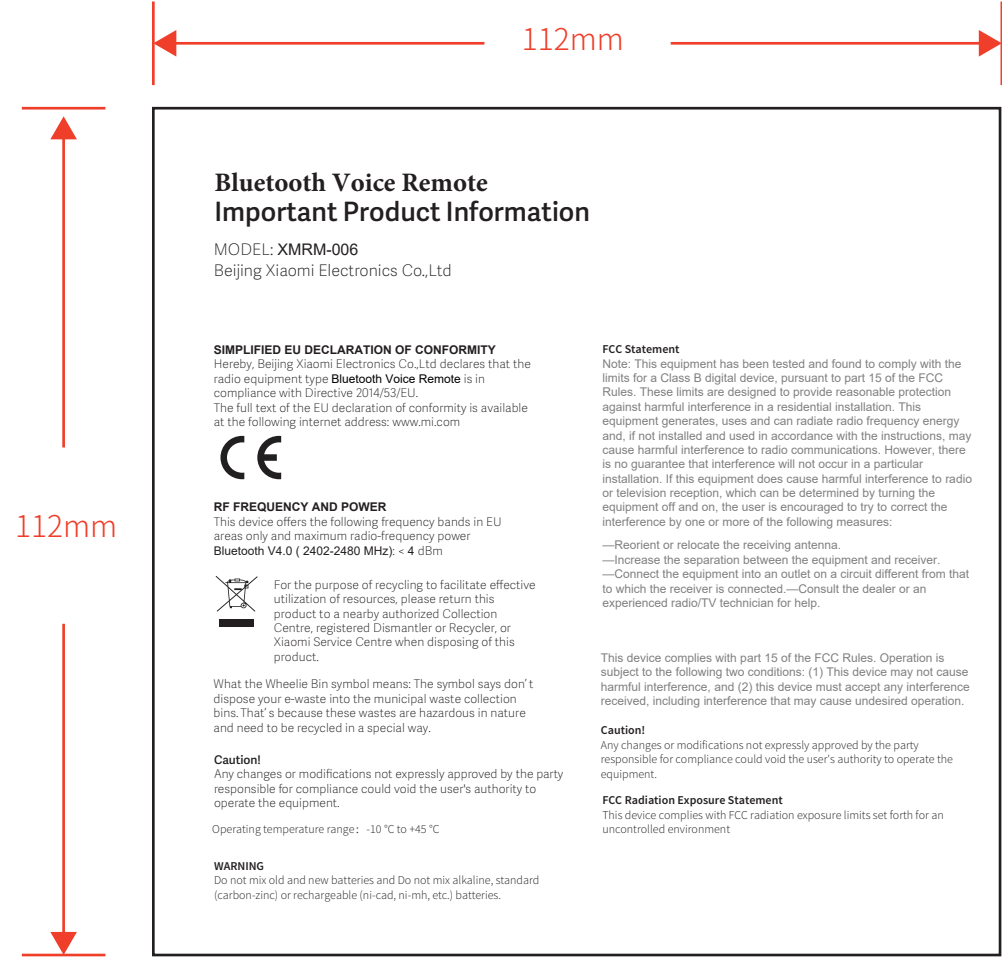 112mm
112mm
Bluetooth Voice Remote
Important Product Information
MODEL: XMRM-006
Beijing Xiaomi Electronics Co.,Ltd
SIMPLIFIED EU DECLARATION OF CONFORMITY
Hereby, Beijing Xiaomi Electronics Co.,Ltd declares that the
radio equipment type Bluetooth Voice Remote is in
compliance with Directive 2014/53/EU.
The full text of the EU declaration of conformity is available
at the following internet address: www.mi.com
CE
RF FREQUENCY AND POWER
This device offers the following frequency bands in EU
areas only and maximum radio-frequency power
Bluetooth V4.0 ( 2402-2480 MHz): < 4 dBm
For the purpose of recycling to facilitate effective
utilization of resources, please return this
product to a nearby authorized Collection
Centre, registered Dismantler or Recycler, or
Xiaomi Service Centre when disposing of this
product.
What the Wheelie Bin symbol means: The symbol says don't
dispose your e-waste into the municipal waste collection
bins. That's because these wastes are hazardous in nature
and need to be recycled in a special way.
Caution!
Any changes or modifications not expressly approved by the party
responsible for compliance could void the user's authority to
operate the equipment.
Operating temperature range: -10 °C to +45 °C
WARNING
Do not mix old and new batteries and Do not mix alkaline, standard
(carbon-zinc) or rechargeable (ni-cad, ni-mh, etc.) batteries.
FCC Statement
Note: This equipment has been tested and found to comply with the
limits for a Class B digital device, pursuant to part 15 of the FCC
Rules. These limits are designed to provide reasonable protection
against harmful interference in a residential installation. This
equipment generates, uses and can radiate radio frequency energy
and, if not installed and used in accordance with the instructions, may
cause harmful interference to radio communications. However, there
is no guarantee that interference will not occur in a particular
installation. If this equipment does cause harmful interference to radio
or television reception, which can be determined by turning the
equipment off and on, the user is encouraged to try to correct the
interference by one or more of the following measures:
—Reorient or relocate the receiving antenna.
—Increase the separation between the equipment and receiver.
—Connect the equipment into an outlet on a circuit different from that
to which the receiver is connected.—Consult the dealer or an
experienced radio/TV technician for help.
This device complies with part 15 of the FCC Rules. Operation is
subject to the following two conditions: (1) This device may not cause
harmful interference, and (2) this device must accept any interference
received, including interference that may cause undesired operation.
Caution!
Any changes or modifications not expressly approved by the party
responsible for compliance could void the user's authority to operate the
equipment.
FCC Radiation Exposure Statement
This device complies with FCC radiation exposure limits set forth for an
uncontrolled environment